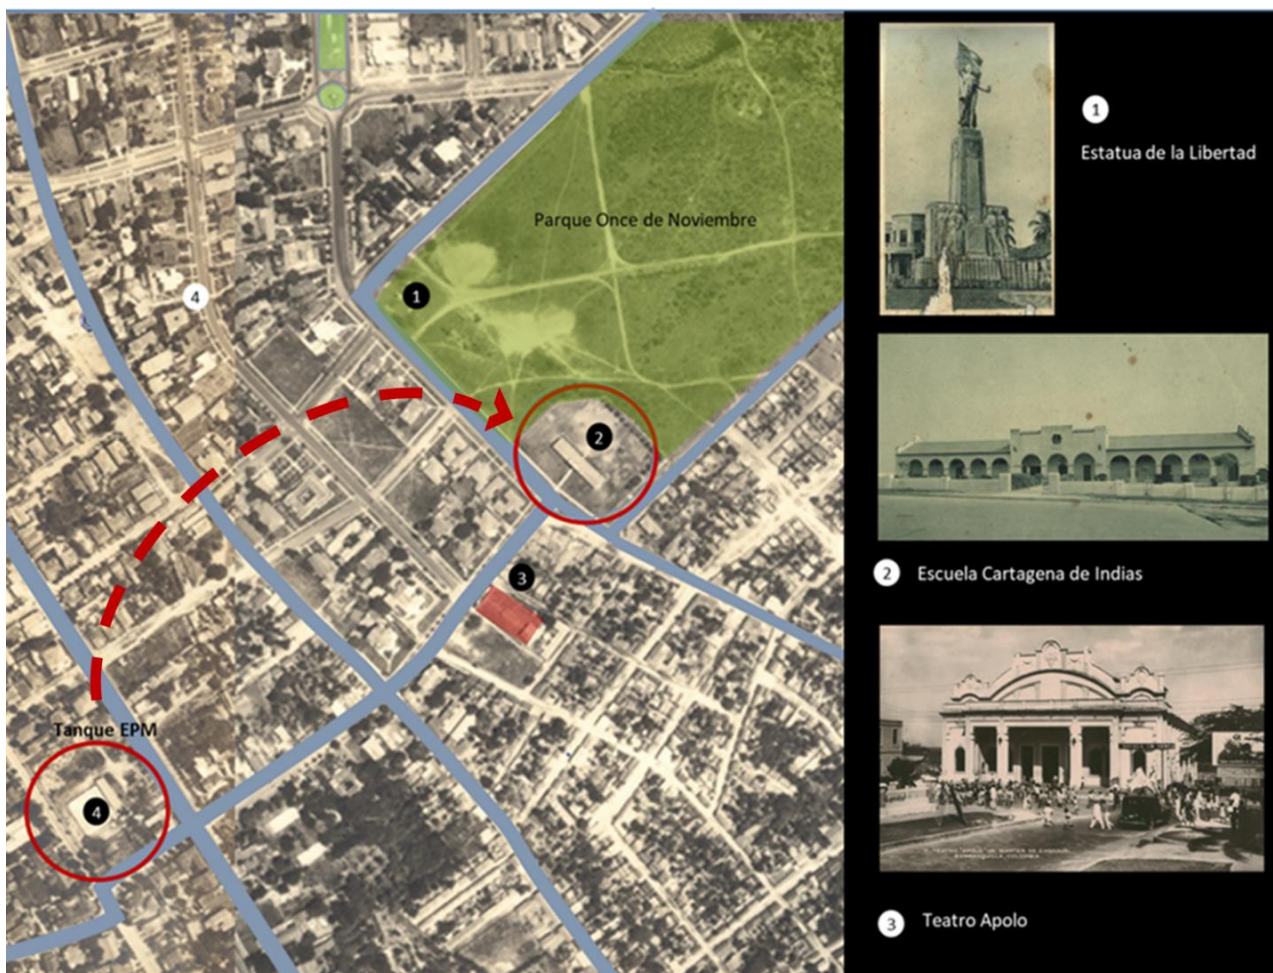 Parque Once de Noviembre
1
4
2
3
Tanque EPM
4
1
Estatua de la Libertad
2
Escuela Cartagena de Indias
3
Teatro Apolo